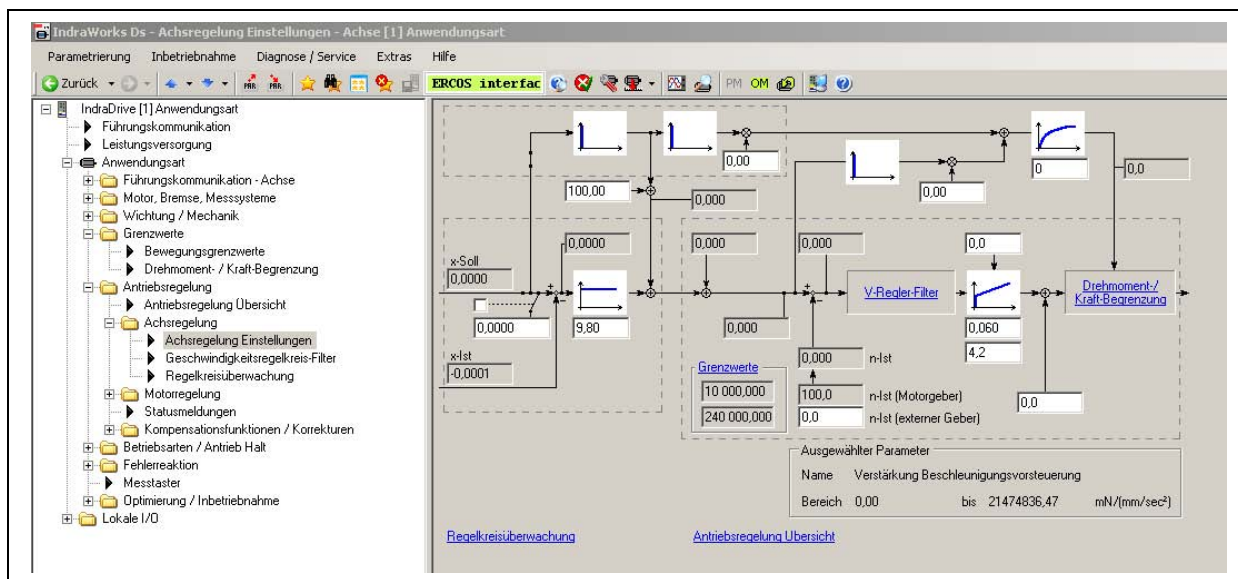 IndraWorks Ds - Achsregelung Einstellungen - Achse [1] Anwendungsart
Parametrierung Inbetriebnahme Diagnose / Service Extras Hilfe
Zurück PAR PAR ERCOS interfac PM OM
IndraDrive [1] Anwendungsart
Führungskommunikation
Leistungsversorgung
Anwendungsart
Führungskommunikation - Achse
Motor, Bremse, Messsysteme
Wichtung / Mechanik
Grenzwerte
Bewegungsgrenzwerte
Drehmoment- / Kraft-Begrenzung
Antriebsregelung
Antriebsregelung Übersicht
Achsregelung
Achsregelung Einstellungen
Geschwindigkeitsregelkreis-Filter
Regelkreisüberwachung
Motorregelung
Statusmeldungen
Kompensationsfunktionen / Korrekturen
Betriebsarten / Antrieb Halt
Fehlerreaktion
Messtaster
Optimierung / Inbetriebnahme
Lokale I/O
0,00
0
0,0
100,00
0,000
0,00
0,0000
0,000
0,000
0,0
x-Soll
0,0000
+
−
+
−
V-Regler-Filter
Drehmoment-/
Kraft-Begrenzung
0,0000
9,80
0,000
0,060
x-Ist
-0,0001
Grenzwerte
0,000 n-Ist
4,2
10 000,000
100,0 n-Ist (Motorgeber)
240 000,000
0,0 n-Ist (externer Geber)
0,0
Ausgewählter Parameter
Name Verstärkung Beschleunigungsvorsteuerung
Bereich 0,00 bis 21474836,47 mN/(mm/sec²)
Regelkreisüberwachung
Antriebsregelung Übersicht